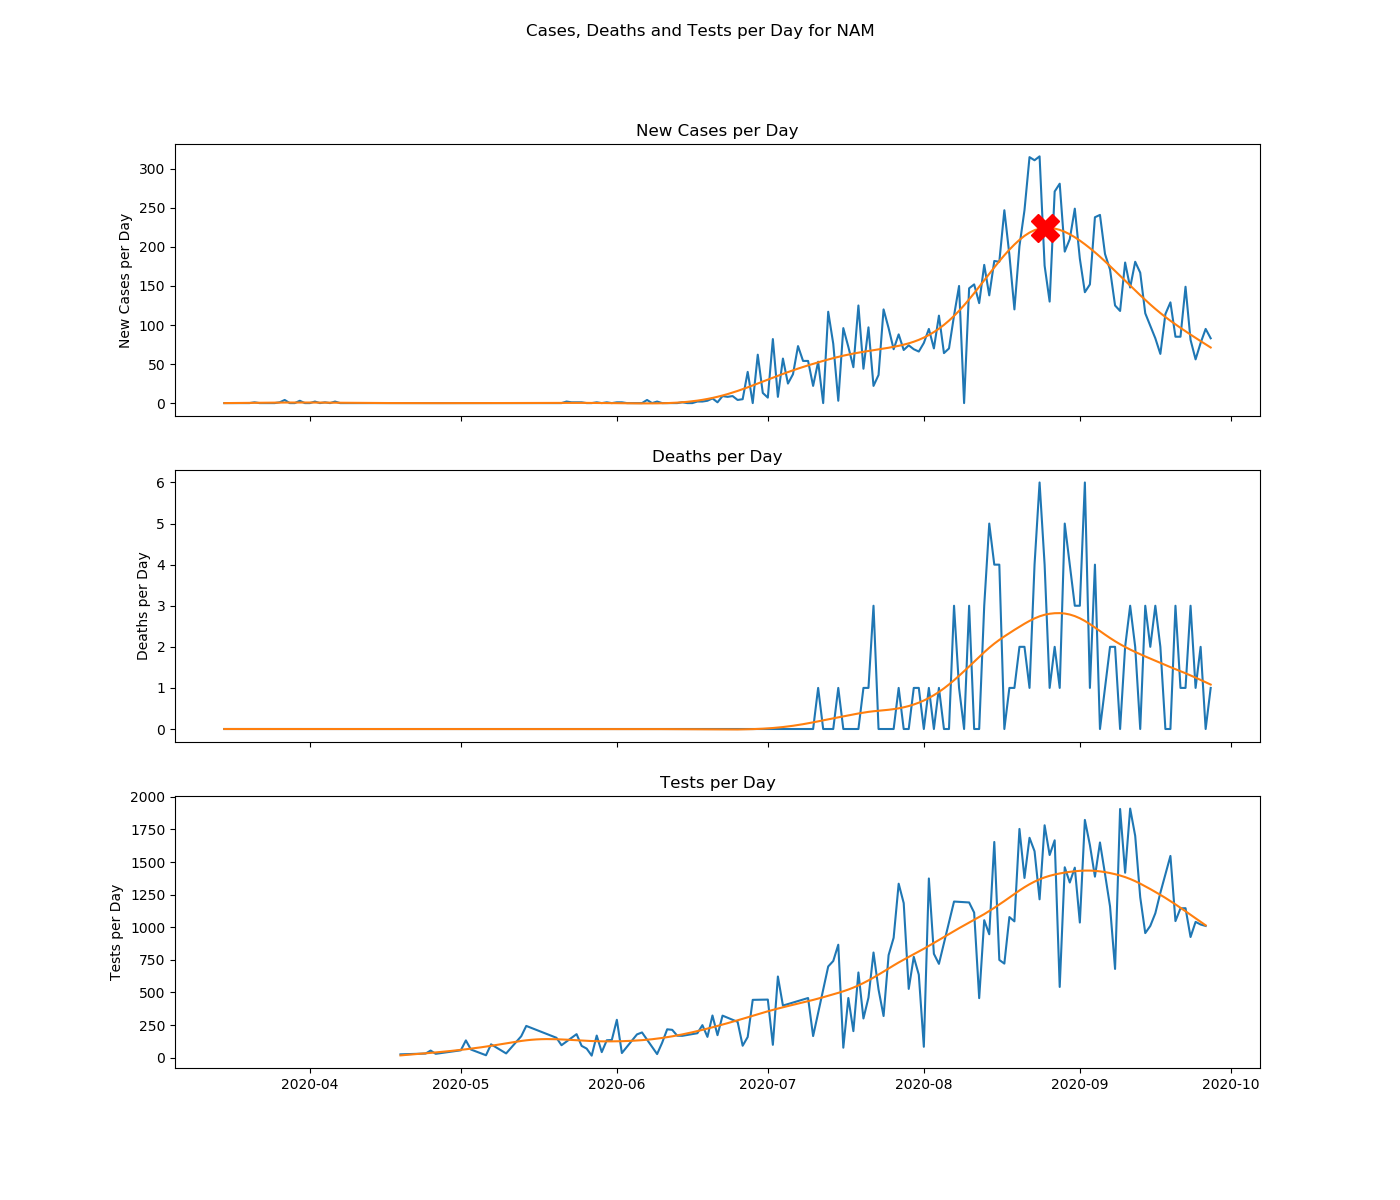 Cases, Deaths and Tests per Day for NAM
New Cases per Day
New Cases per Day
300
250
200
150
100
50
0
Deaths per Day
Deaths per Day
6
5
4
3
2
1
0
Tests per Day
Tests per Day
2000
1750
1500
1250
1000
750
500
250
0
2020-04 2020-05 2020-06 2020-07 2020-08 2020-09 2020-10